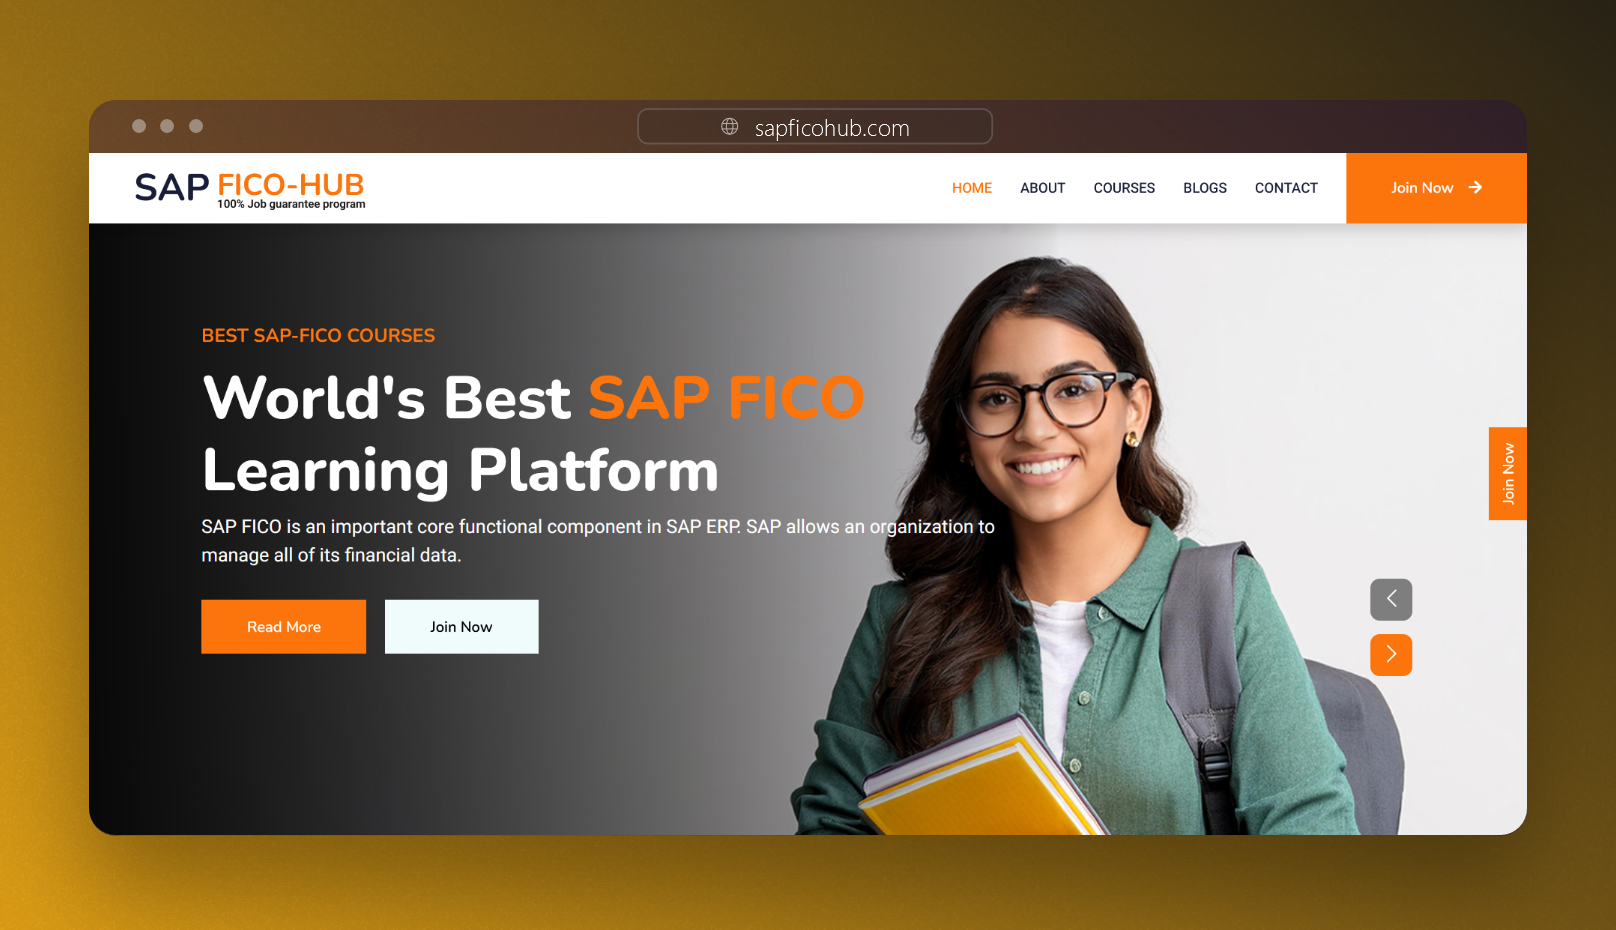 sapficohub.com
SAP FICO-HUB
100% Job guarantee program
HOME ABOUT COURSES BLOGS CONTACT Join Now
BEST SAP-FICO COURSES
World's Best SAP FICO
Learning Platform
SAP FICO is an important core functional component in SAP ERP. SAP allows an organization to
manage all of its financial data.
Read More Join Now
Join Now